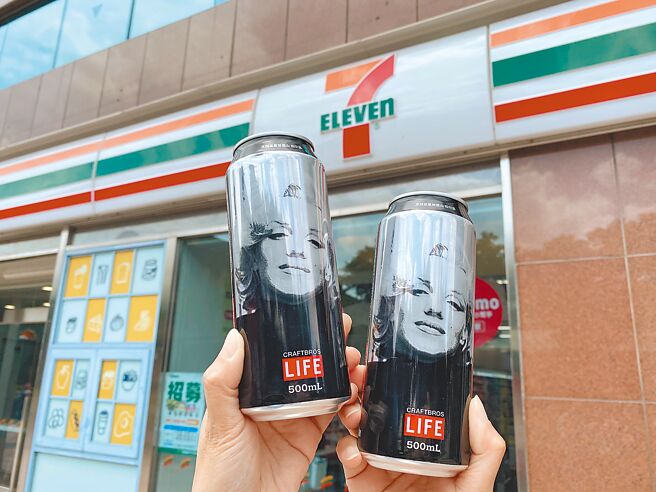 7
ELEVEN
CRAFTBROS
LIFE
500mL
CRAFTBROS
LIFE
500mL
招募